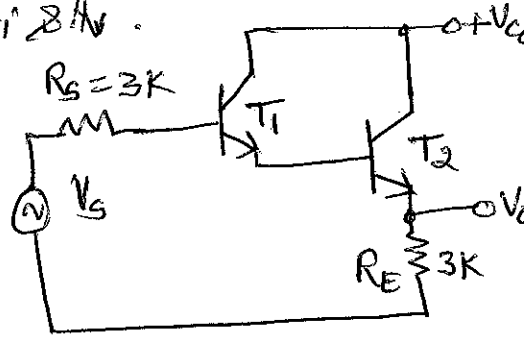 +Vcc
RS = 3K
T1
T2
VS
Vo
RE 3K